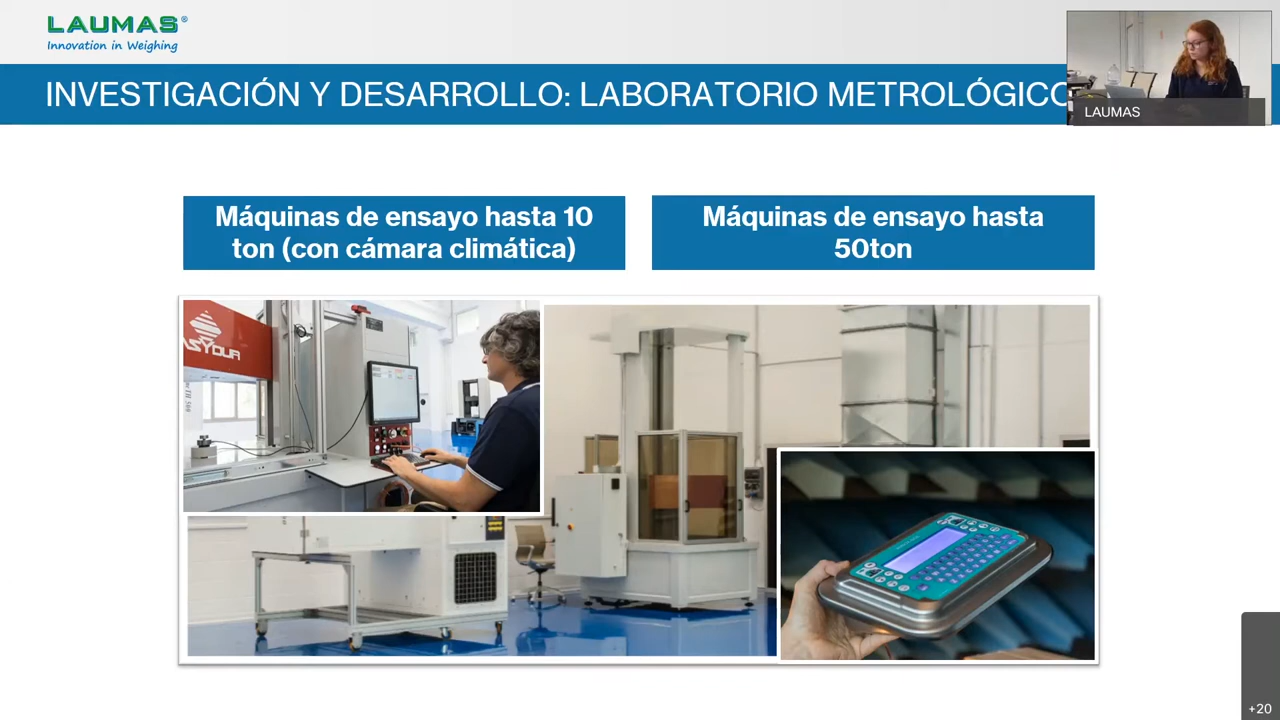 LAUMAS®
Innovation in Weighing
INVESTIGACIÓN Y DESARROLLO: LABORATORIO METROLÓGICO
LAUMAS
Máquinas de ensayo hasta 10
ton (con cámara climática)
Máquinas de ensayo hasta
50ton
+20